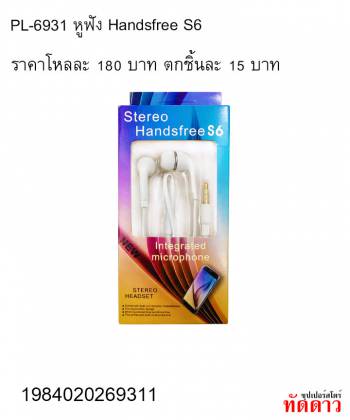 PL-6931 หูฟัง Handsfree S6
ราคาโหลละ 180 บาท ตกชิ้นละ 15 บาท
Stereo
Handsfree S6
NEW
Integrated
microphone
STEREO
HEADSET
1984020269311
ซุปเปอร์สโตร์
ทัดดาว